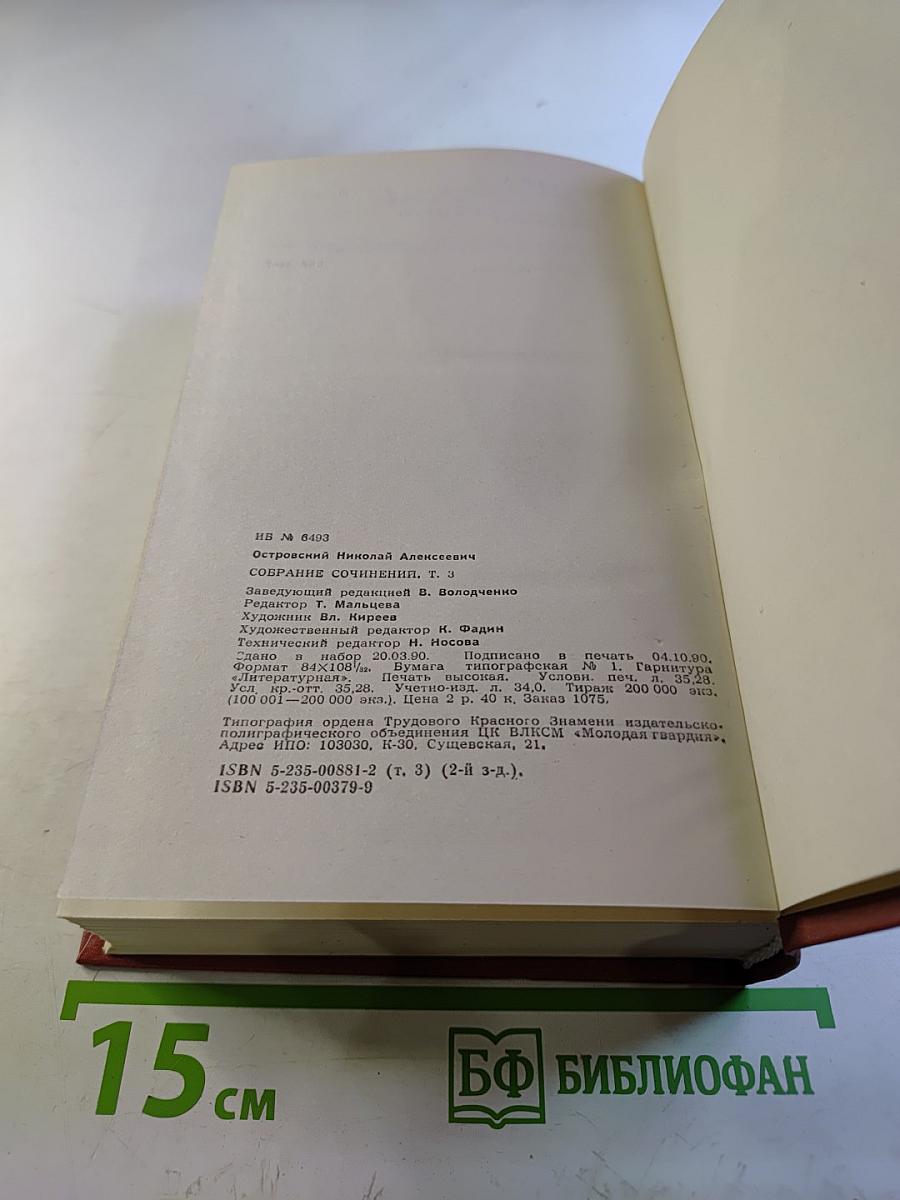 ИБ № 6493
Островский Николай Алексеевич
СОБРАНИЕ СОЧИНЕНИЙ. Т. 3
Заведующий редакцией В. Володченко
Редактор Т. Мальцева
Художник Вл. Киреев
Художественный редактор К. Фадин
Технический редактор Н. Носова
Сдано в набор 20.03.90. Подписано в печать 04.10.90.
Формат 84×108¹/₃₂. Бумага типографская № 1. Гарнитура
«Литературная». Печать высокая. Условн. печ. л. 35,28.
Усл. кр.-отт. 35,28. Учетно-изд. л. 34,0. Тираж 200 000 экз.
(100 001—200 000 экз.). Цена 2 р. 40 к. Заказ 1075.
Типография ордена Трудового Красного Знамени издательско-
полиграфического объединения ЦК ВЛКСМ «Молодая гвардия».
Адрес ИПО: 103030, К-30, Сущевская, 21.
ISBN 5-235-00881-2 (т. 3) (2-й з-д.).
ISBN 5-235-00379-9
15 см
БФ БИБЛИОФАН